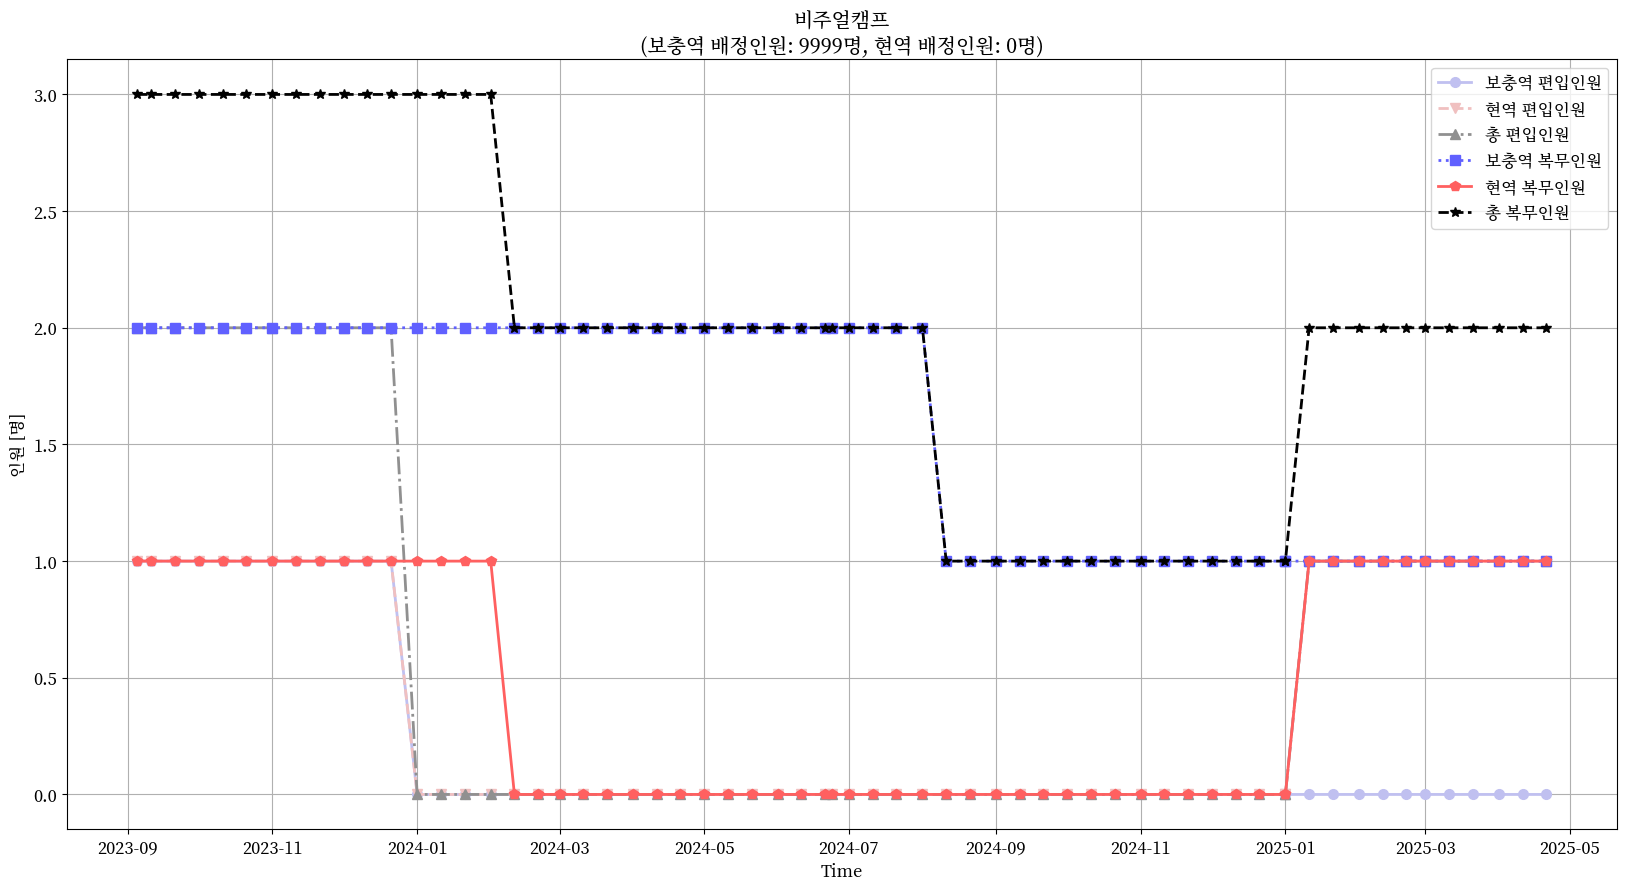 비주얼캠프
(보충역 배정인원: 9999명, 현역 배정인원: 0명)
보충역 편입인원
현역 편입인원
총 편입인원
보충역 복무인원
현역 복무인원
총 복무인원
인원 [명]
3.0
2.5
2.0
1.5
1.0
0.5
0.0
2023-09
2023-11
2024-01
2024-03
2024-05
2024-07
2024-09
2024-11
2025-01
2025-03
2025-05
Time